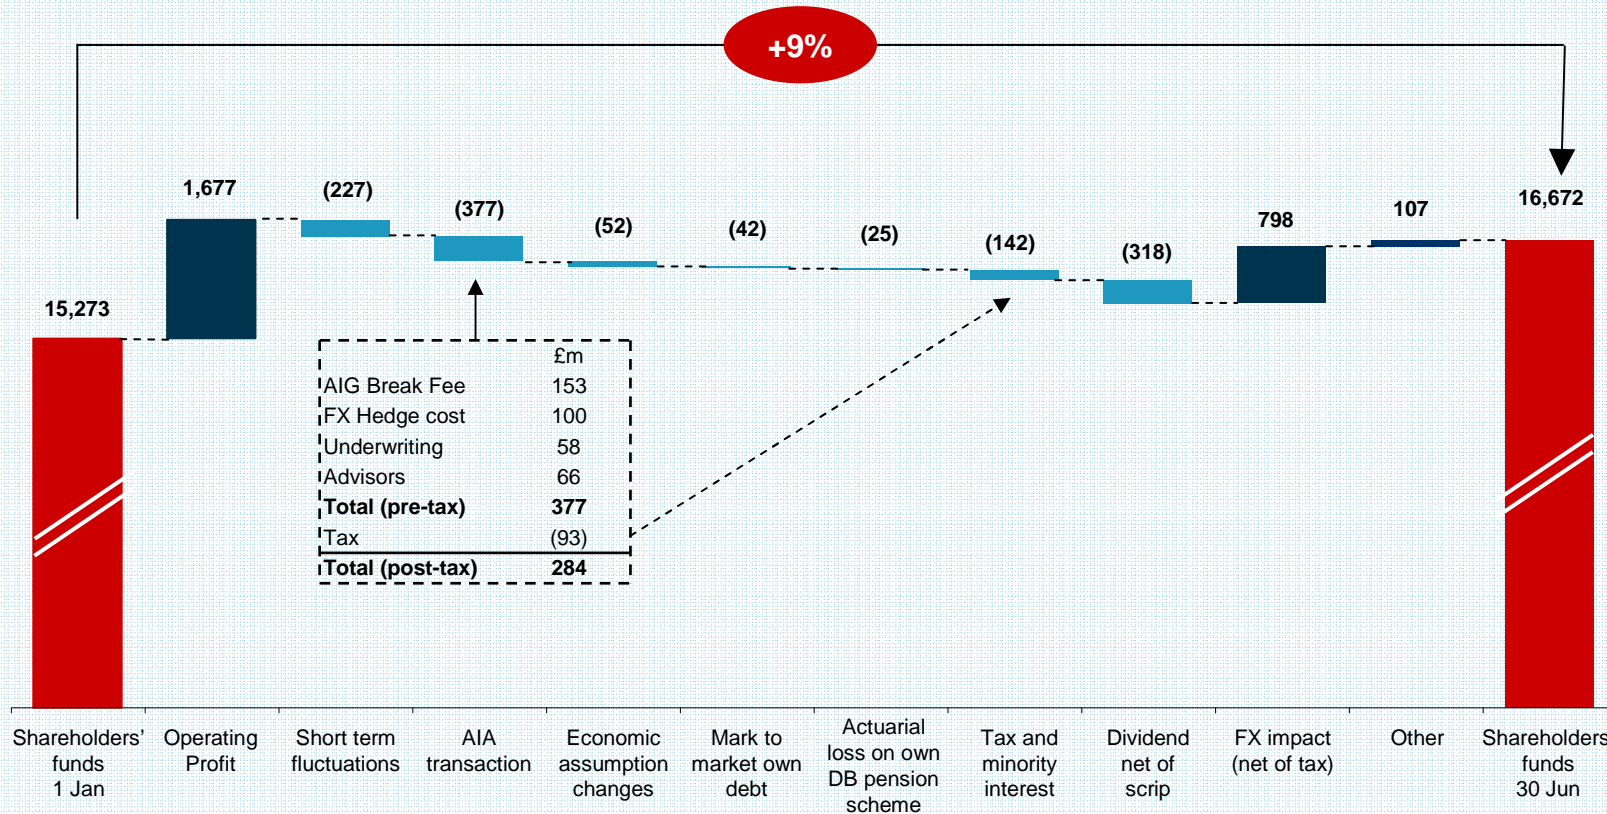 +9%
15,273
1,677
(227)
(377)
(52)
(42)
(25)
(142)
(318)
798
107
16,672
£m
AIG Break Fee 153
FX Hedge cost 100
Underwriting 58
Advisors 66
Total (pre-tax) 377
Tax (93)
Total (post-tax) 284
Shareholders’
funds
1 Jan
Operating
Profit
Short term
fluctuations
AIA
transaction
Economic
assumption
changes
Mark to
market own
debt
Actuarial
loss on own
DB pension
scheme
Tax and
minority
interest
Dividend
net of
scrip
FX impact
(net of tax)
Other
Shareholders
funds
30 Jun